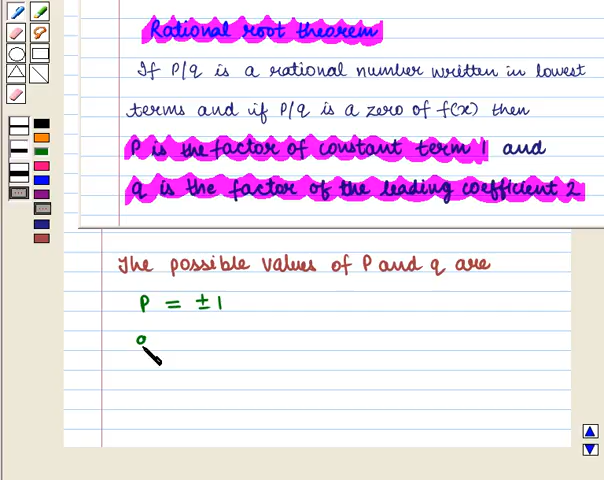 Rational root theorem
If P/q is a rational number written in lowest
terms and if P/q is a zero of f(x) then
P is the factor of constant term 1 and
q is the factor of the leading coefficient 2
The possible values of P and q are
P = ±1